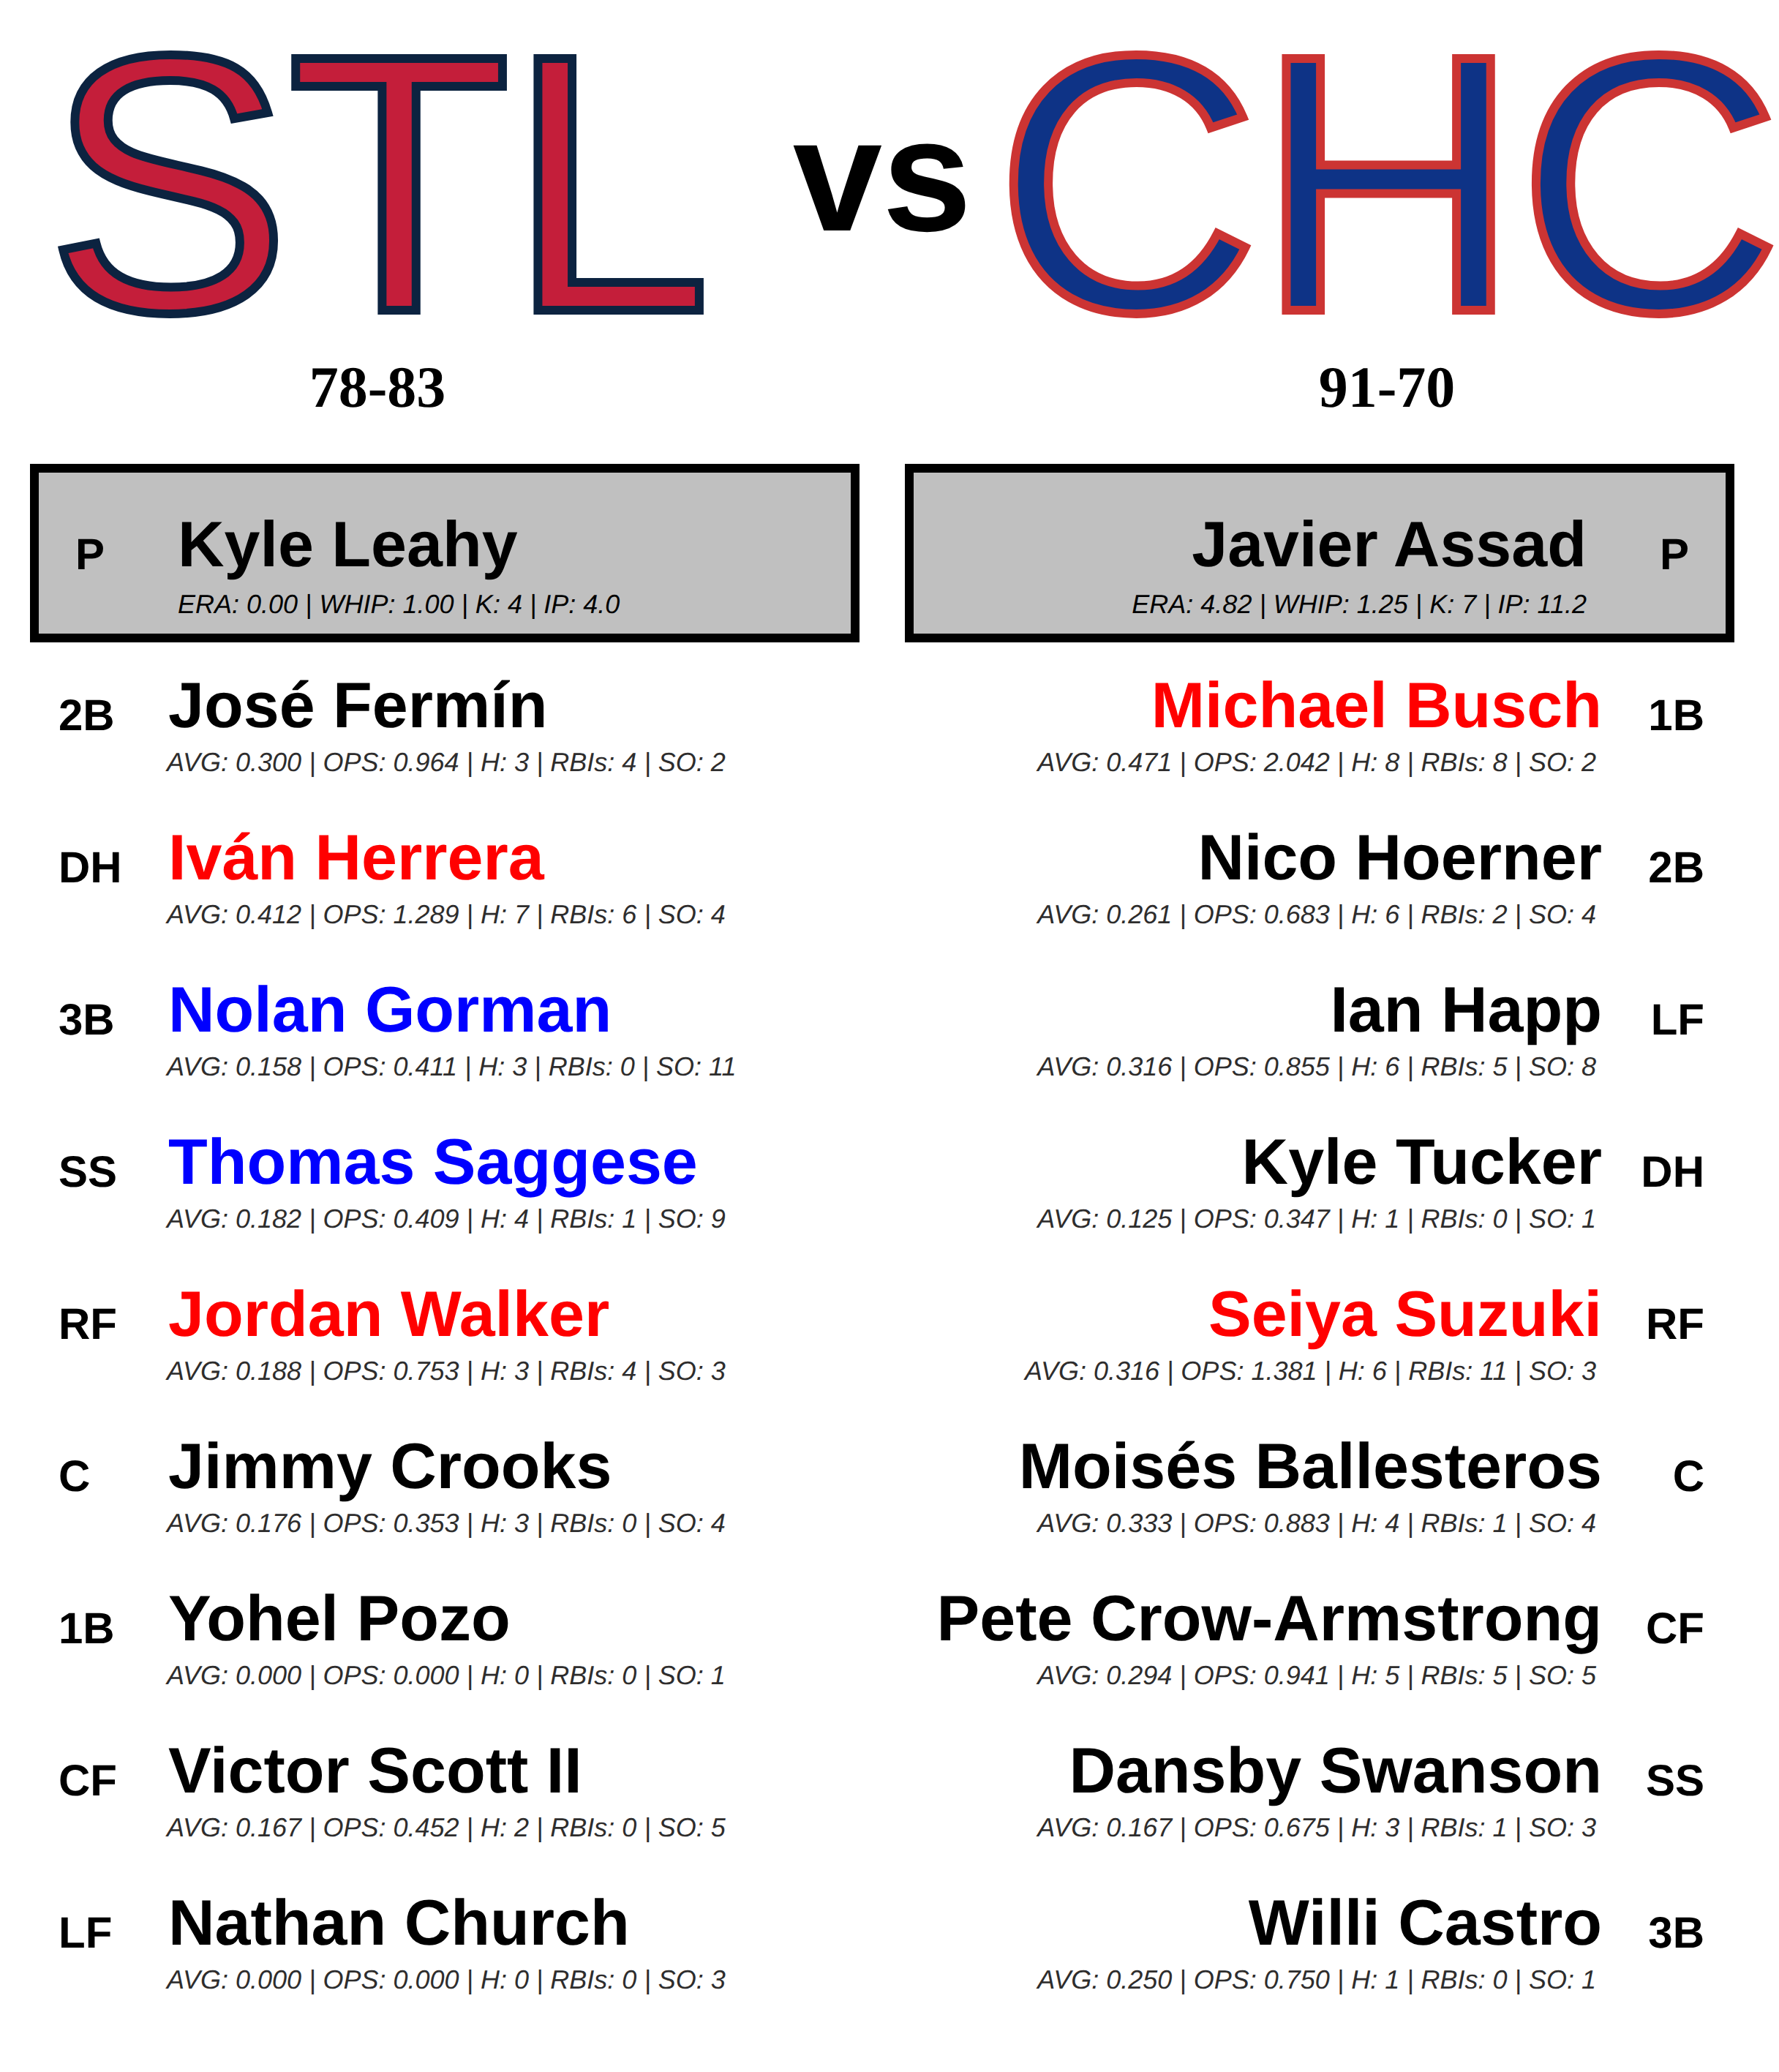 STL vs CHC
78-83
91-70
P Kyle Leahy
ERA: 0.00 | WHIP: 1.00 | K: 4 | IP: 4.0
Javier Assad P
ERA: 4.82 | WHIP: 1.25 | K: 7 | IP: 11.2
2B José Fermín
AVG: 0.300 | OPS: 0.964 | H: 3 | RBIs: 4 | SO: 2
DH Iván Herrera
AVG: 0.412 | OPS: 1.289 | H: 7 | RBIs: 6 | SO: 4
3B Nolan Gorman
AVG: 0.158 | OPS: 0.411 | H: 3 | RBIs: 0 | SO: 11
SS Thomas Saggese
AVG: 0.182 | OPS: 0.409 | H: 4 | RBIs: 1 | SO: 9
RF Jordan Walker
AVG: 0.188 | OPS: 0.753 | H: 3 | RBIs: 4 | SO: 3
C Jimmy Crooks
AVG: 0.176 | OPS: 0.353 | H: 3 | RBIs: 0 | SO: 4
1B Yohel Pozo
AVG: 0.000 | OPS: 0.000 | H: 0 | RBIs: 0 | SO: 1
CF Victor Scott II
AVG: 0.167 | OPS: 0.452 | H: 2 | RBIs: 0 | SO: 5
LF Nathan Church
AVG: 0.000 | OPS: 0.000 | H: 0 | RBIs: 0 | SO: 3
Michael Busch 1B
AVG: 0.471 | OPS: 2.042 | H: 8 | RBIs: 8 | SO: 2
Nico Hoerner 2B
AVG: 0.261 | OPS: 0.683 | H: 6 | RBIs: 2 | SO: 4
Ian Happ LF
AVG: 0.316 | OPS: 0.855 | H: 6 | RBIs: 5 | SO: 8
Kyle Tucker DH
AVG: 0.125 | OPS: 0.347 | H: 1 | RBIs: 0 | SO: 1
Seiya Suzuki RF
AVG: 0.316 | OPS: 1.381 | H: 6 | RBIs: 11 | SO: 3
Moisés Ballesteros C
AVG: 0.333 | OPS: 0.883 | H: 4 | RBIs: 1 | SO: 4
Pete Crow-Armstrong CF
AVG: 0.294 | OPS: 0.941 | H: 5 | RBIs: 5 | SO: 5
Dansby Swanson SS
AVG: 0.167 | OPS: 0.675 | H: 3 | RBIs: 1 | SO: 3
Willi Castro 3B
AVG: 0.250 | OPS: 0.750 | H: 1 | RBIs: 0 | SO: 1